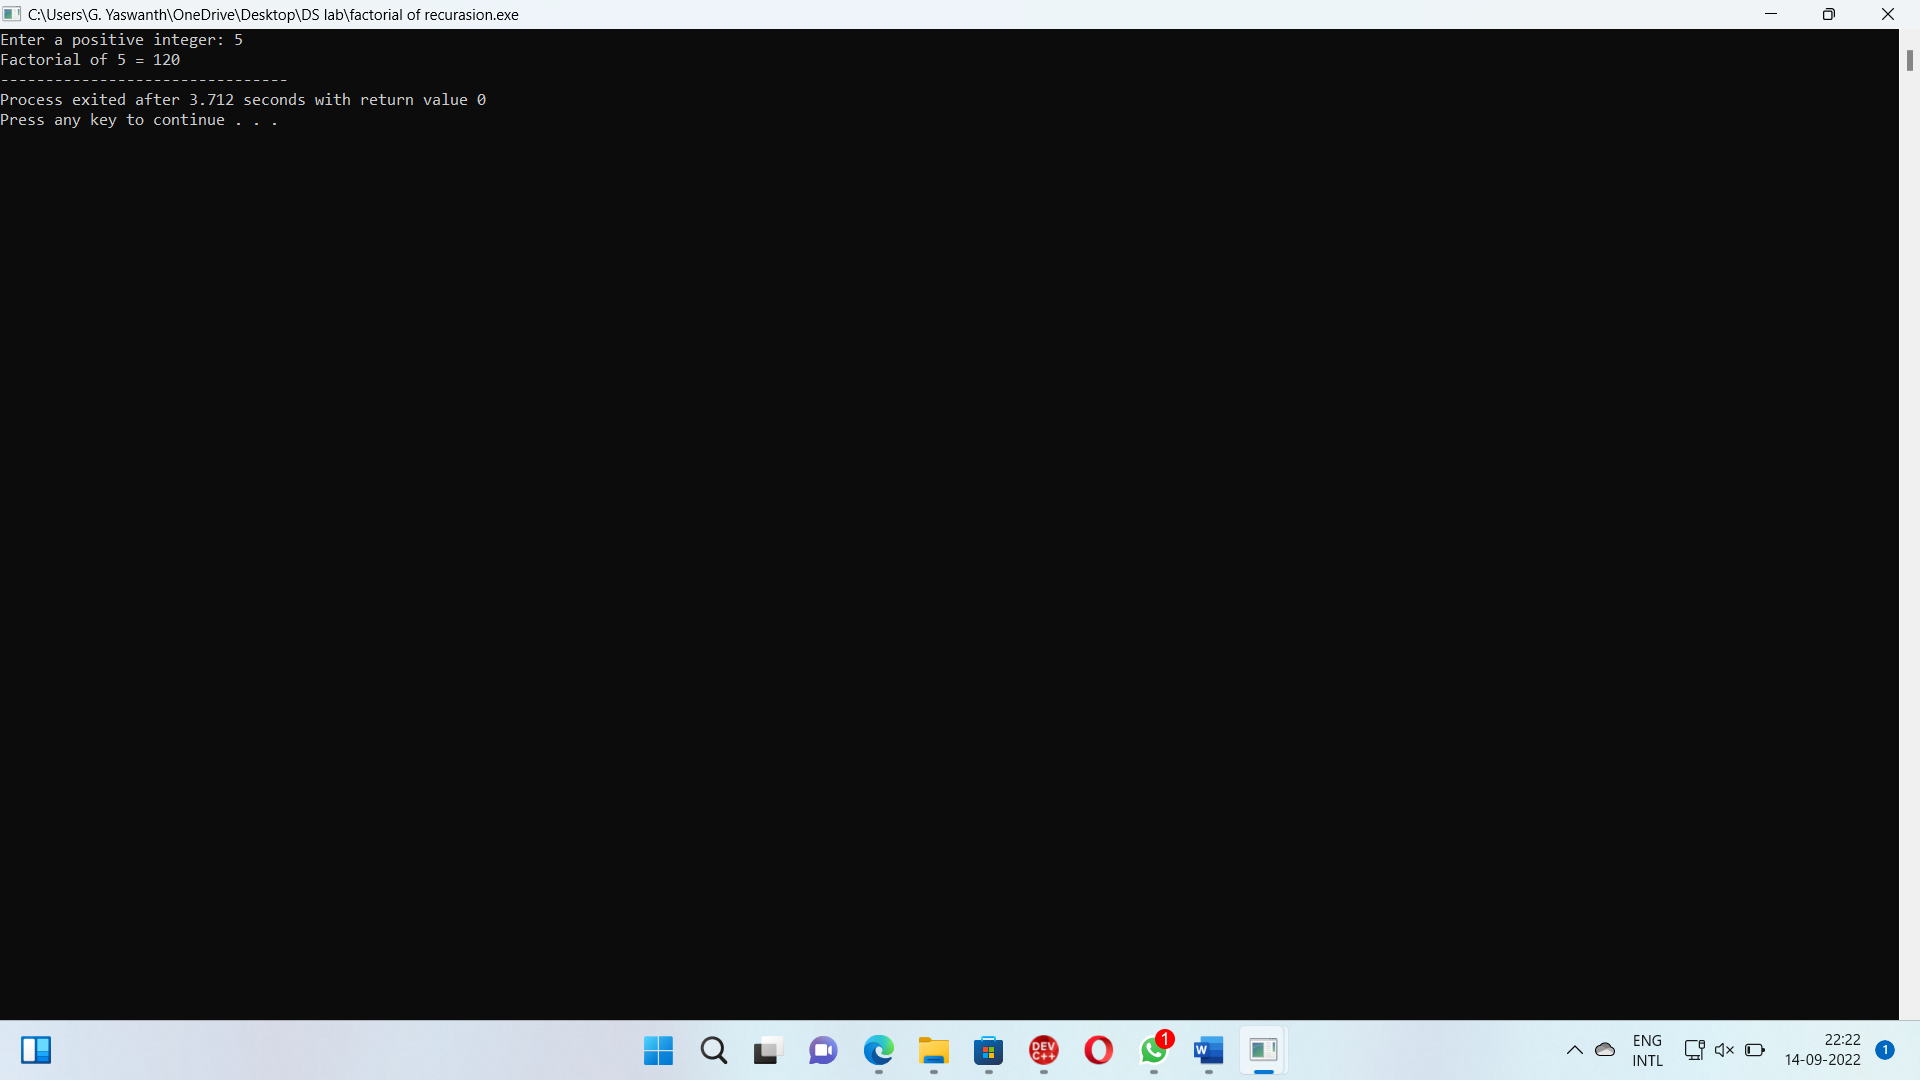 C:\Users\G. Yaswanth\OneDrive\Desktop\DS lab\factorial of recurasion.exe
Enter a positive integer: 5
Factorial of 5 = 120
--------------------------------
Process exited after 3.712 seconds with return value 0
Press any key to continue . . .
DEV
C++
1
W
ENG
INTL
22:22
14-09-2022
1